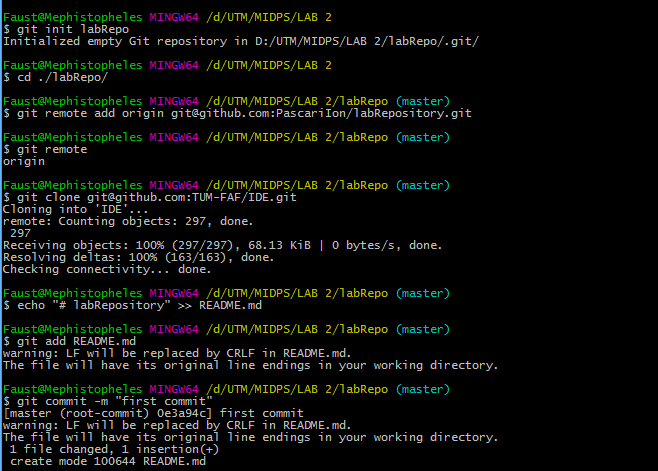 Faust@Mephistopheles MINGW64 /d/UTM/MIDPS/LAB 2
$ git init labRepo
Initialized empty Git repository in D:/UTM/MIDPS/LAB 2/labRepo/.git/
Faust@Mephistopheles MINGW64 /d/UTM/MIDPS/LAB 2
$ cd ./labRepo/
Faust@Mephistopheles MINGW64 /d/UTM/MIDPS/LAB 2/labRepo (master)
$ git remote add origin git@github.com:PascariIon/labRepository.git
Faust@Mephistopheles MINGW64 /d/UTM/MIDPS/LAB 2/labRepo (master)
$ git remote
origin
Faust@Mephistopheles MINGW64 /d/UTM/MIDPS/LAB 2/labRepo (master)
$ git clone git@github.com:TUM-FAF/IDE.git
Cloning into 'IDE'...
remote: Counting objects: 297, done.
 297
Receiving objects: 100% (297/297), 68.13 KiB | 0 bytes/s, done.
Resolving deltas: 100% (163/163), done.
Checking connectivity... done.
Faust@Mephistopheles MINGW64 /d/UTM/MIDPS/LAB 2/labRepo (master)
$ echo "# labRepository" >> README.md
Faust@Mephistopheles MINGW64 /d/UTM/MIDPS/LAB 2/labRepo (master)
$ git add README.md
warning: LF will be replaced by CRLF in README.md.
The file will have its original line endings in your working directory.
Faust@Mephistopheles MINGW64 /d/UTM/MIDPS/LAB 2/labRepo (master)
$ git commit -m "first commit"
[master (root-commit) 0e3a94c] first commit
warning: LF will be replaced by CRLF in README.md.
The file will have its original line endings in your working directory.
 1 file changed, 1 insertion(+)
 create mode 100644 README.md